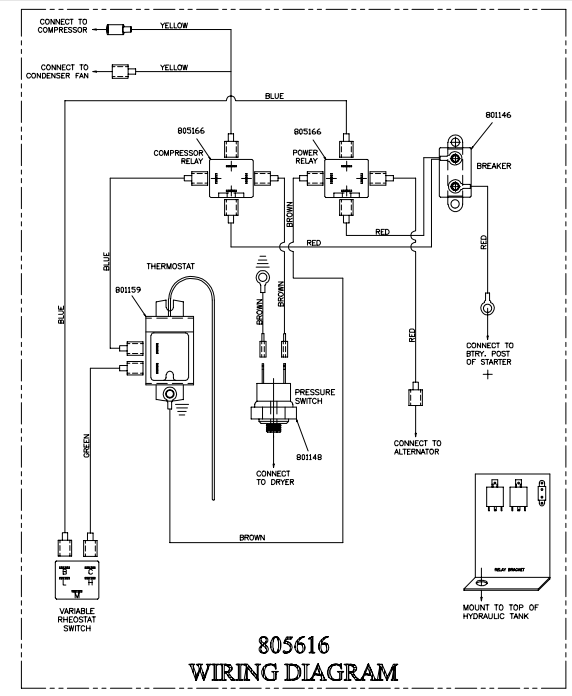 CONNECT TO
COMPRESSOR
YELLOW
CONNECT TO
CONDENSER FAN
YELLOW
BLUE
805166
COMPRESSOR
RELAY
805166
POWER
RELAY
801146
BREAKER
BROWN
RED
RED
RED
BLUE
THERMOSTAT
801159
BLUE
BROWN
BROWN
RED
CONNECT TO
BTRY. POST
OF STARTER
+
PRESSURE
SWITCH
801148
CONNECT
TO DRYER
CONNECT TO
ALTERNATOR
GREEN
BROWN
B
C
L
H
M
VARIABLE
RHEOSTAT
SWITCH
RELAY BRACKET
MOUNT TO TOP OF
HYDRAULIC TANK
805616
WIRING DIAGRAM